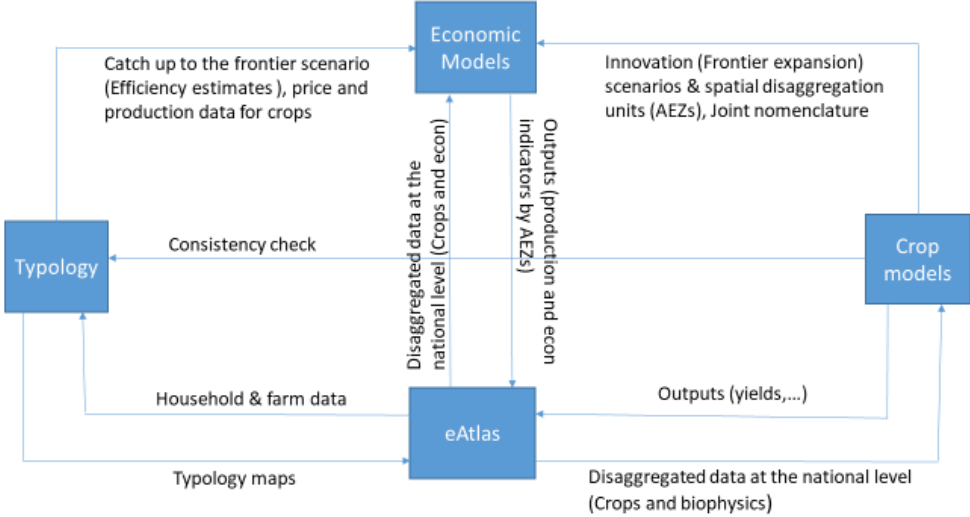 Economic
Models
Catch up to the frontier scenario
(Efficiency estimates ), price and
production data for crops
Innovation (Frontier expansion)
scenarios & spatial disaggregation
units (AEZs), Joint nomenclature
Disaggregated data at the
national level (Crops and econ)
Outputs (production and econ
indicators by AEZs)
Typology
Consistency check
Crop
models
Household & farm data
eAtlas
Outputs (yields,...)
Typology maps
Disaggregated data at the national level
(Crops and biophysics)